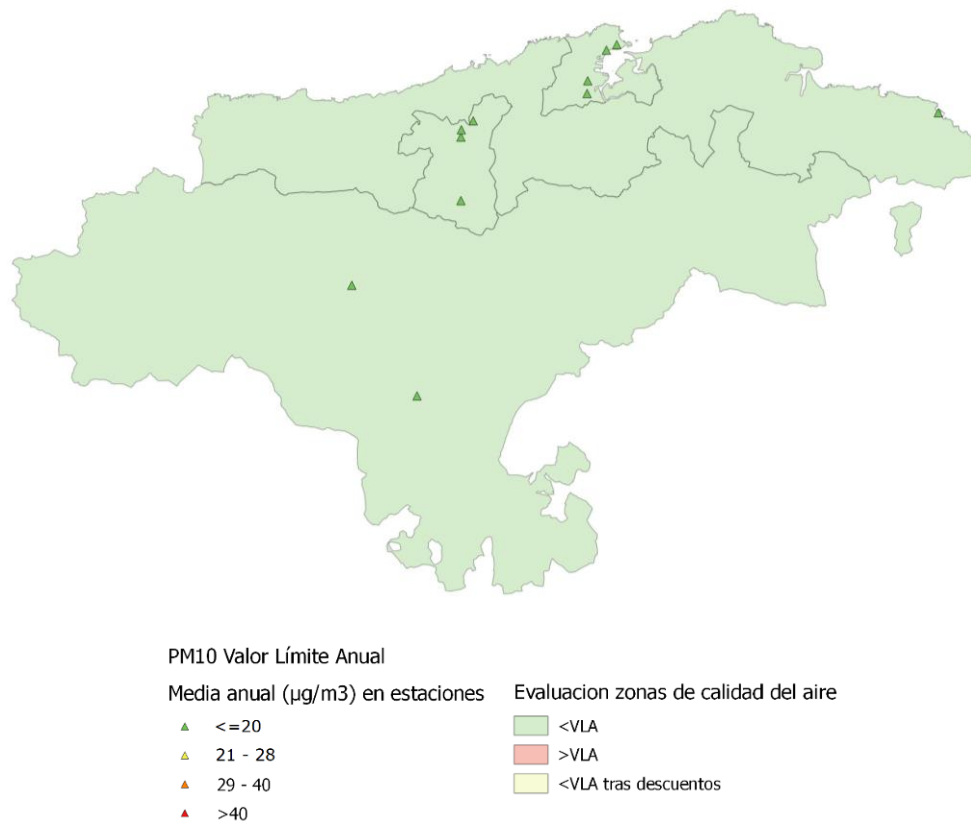 PM10 Valor Límite Anual
Media anual (µg/m3) en estaciones
<=20
21 - 28
29 - 40
>40
Evaluacion zonas de calidad del aire
<VLA
>VLA
<VLA tras descuentos